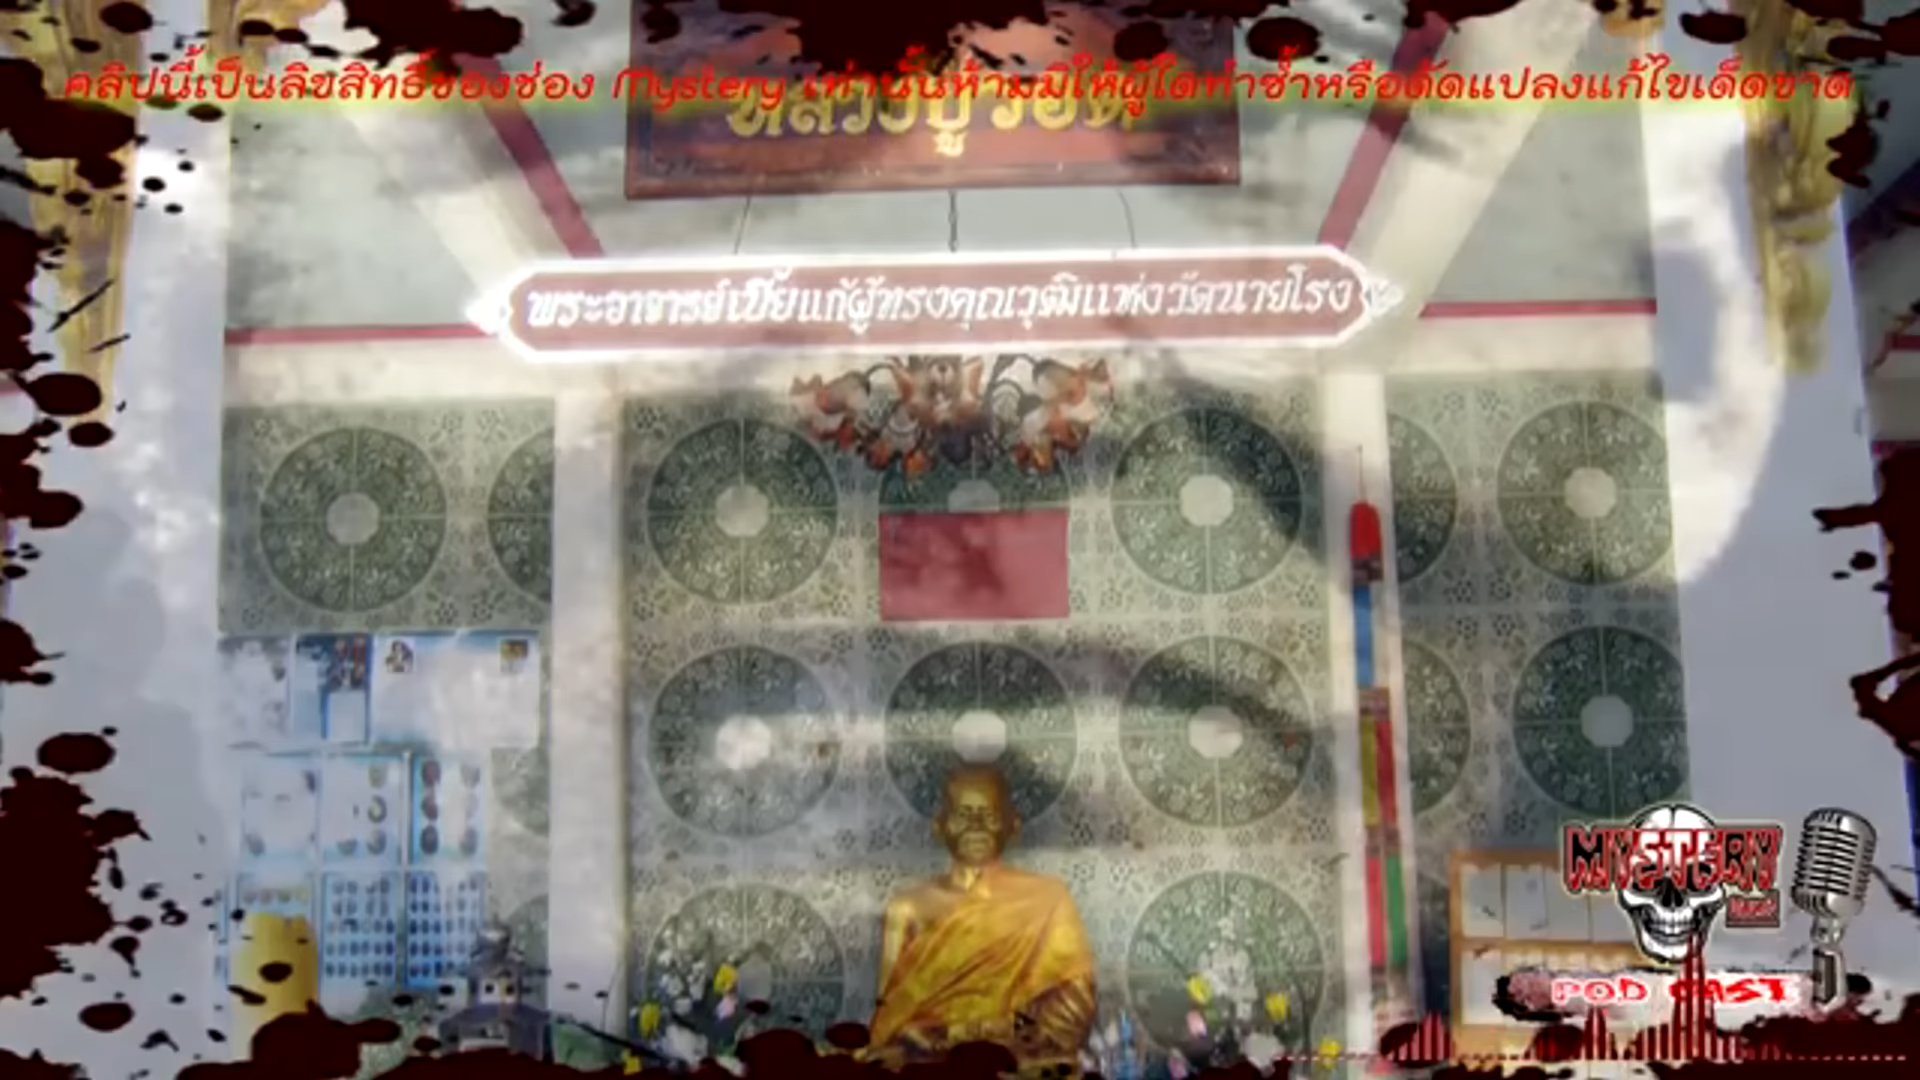 คลิปนี้เป็นลิขสิทธิ์ของช่อง Mystery เท่านั้นห้ามมิให้ผู้ใดทำซ้ำหรือดัดแปลงแก้ไขเด็ดขาด
หลวงปู่รอด
พระอาจารย์เปี๊ยแก้ผู้ทรงคุณวุฒิแห่งวัดนายโรง
MYSTERY
POD CAST